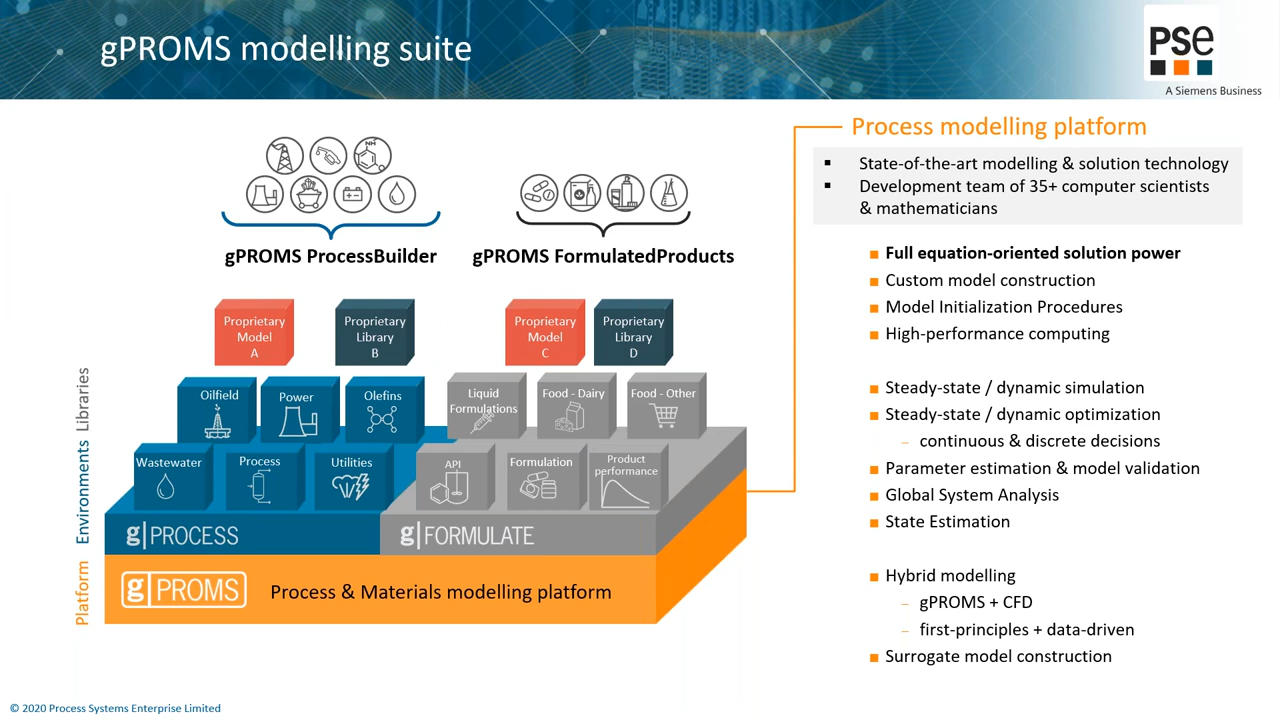 gPROMS modelling suite
PSe
A Siemens Business
Process modelling platform
▪ State-of-the-art modelling & solution technology
▪ Development team of 35+ computer scientists
& mathematicians
NH
gPROMS ProcessBuilder
gPROMS FormulatedProducts
■ Full equation-oriented solution power
■ Custom model construction
■ Model Initialization Procedures
■ High-performance computing
■ Steady-state / dynamic simulation
■ Steady-state / dynamic optimization
– continuous & discrete decisions
■ Parameter estimation & model validation
■ Global System Analysis
■ State Estimation
■ Hybrid modelling
– gPROMS + CFD
– first-principles + data-driven
■ Surrogate model construction
Proprietary
Model
A
Proprietary
Library
B
Proprietary
Model
C
Proprietary
Library
D
Libraries
Oilfield
Power
Olefins
Liquid
Formulations
Food - Dairy
Food - Other
Environments
Wastewater
Process
Utilities
API
Formulation
Product
performance
g|PROCESS
g|FORMULATE
Platform
g|PROMS
Process & Materials modelling platform
© 2020 Process Systems Enterprise Limited